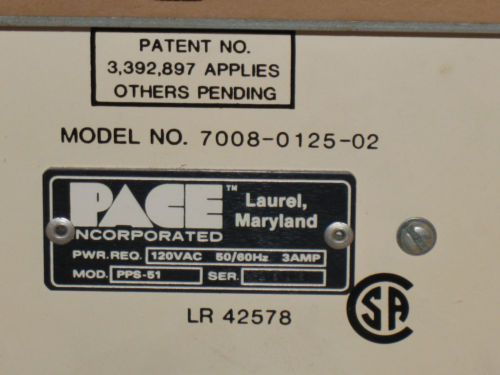 PATENT NO.
3,392,897 APPLIES
OTHERS PENDING
MODEL NO. 7008-0125-02
PACE™ Laurel,
Maryland
INCORPORATED
PWR. REQ. 120VAC 50/60Hz 3AMP
MOD. PPS-51 SER.
LR 42578
CSA